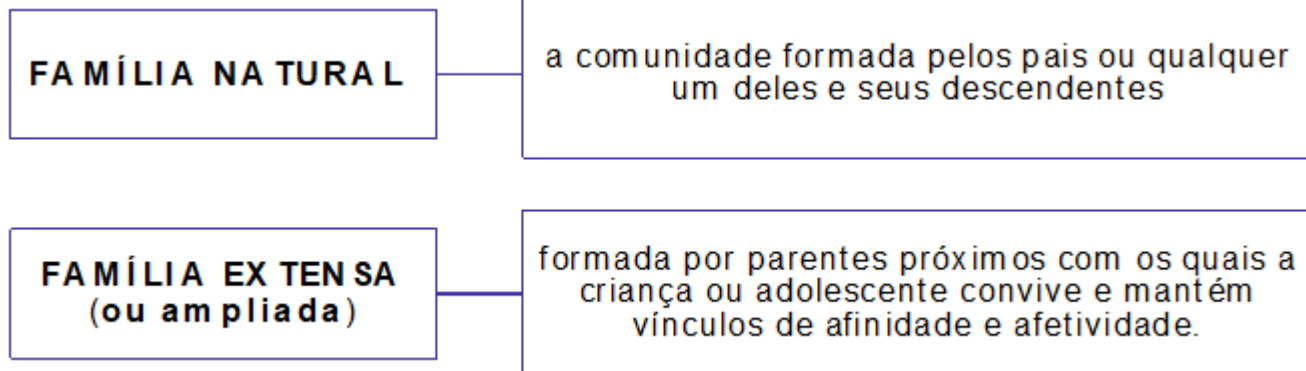 FAMÍLIA NATURAL
a comunidade formada pelos pais ou qualquer
um deles e seus descendentes
FAMÍLIA EXTENSA
(ou ampliada)
formada por parentes próximos com os quais a
criança ou adolescente convive e mantém
vínculos de afinidade e afetividade.